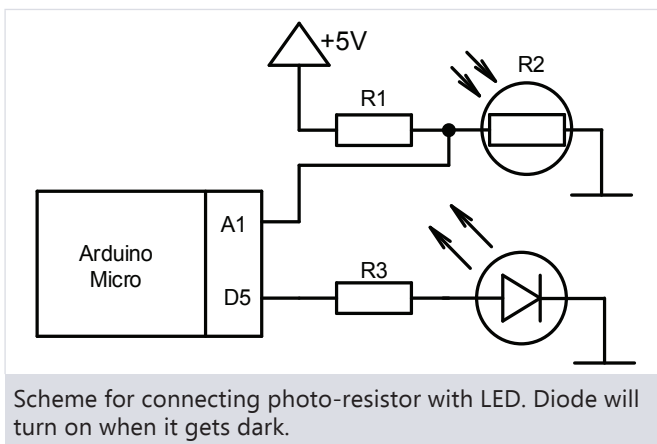 +5V
R2
R1
A1
Arduino
Micro
D5
R3
Scheme for connecting photo-resistor with LED. Diode will
turn on when it gets dark.